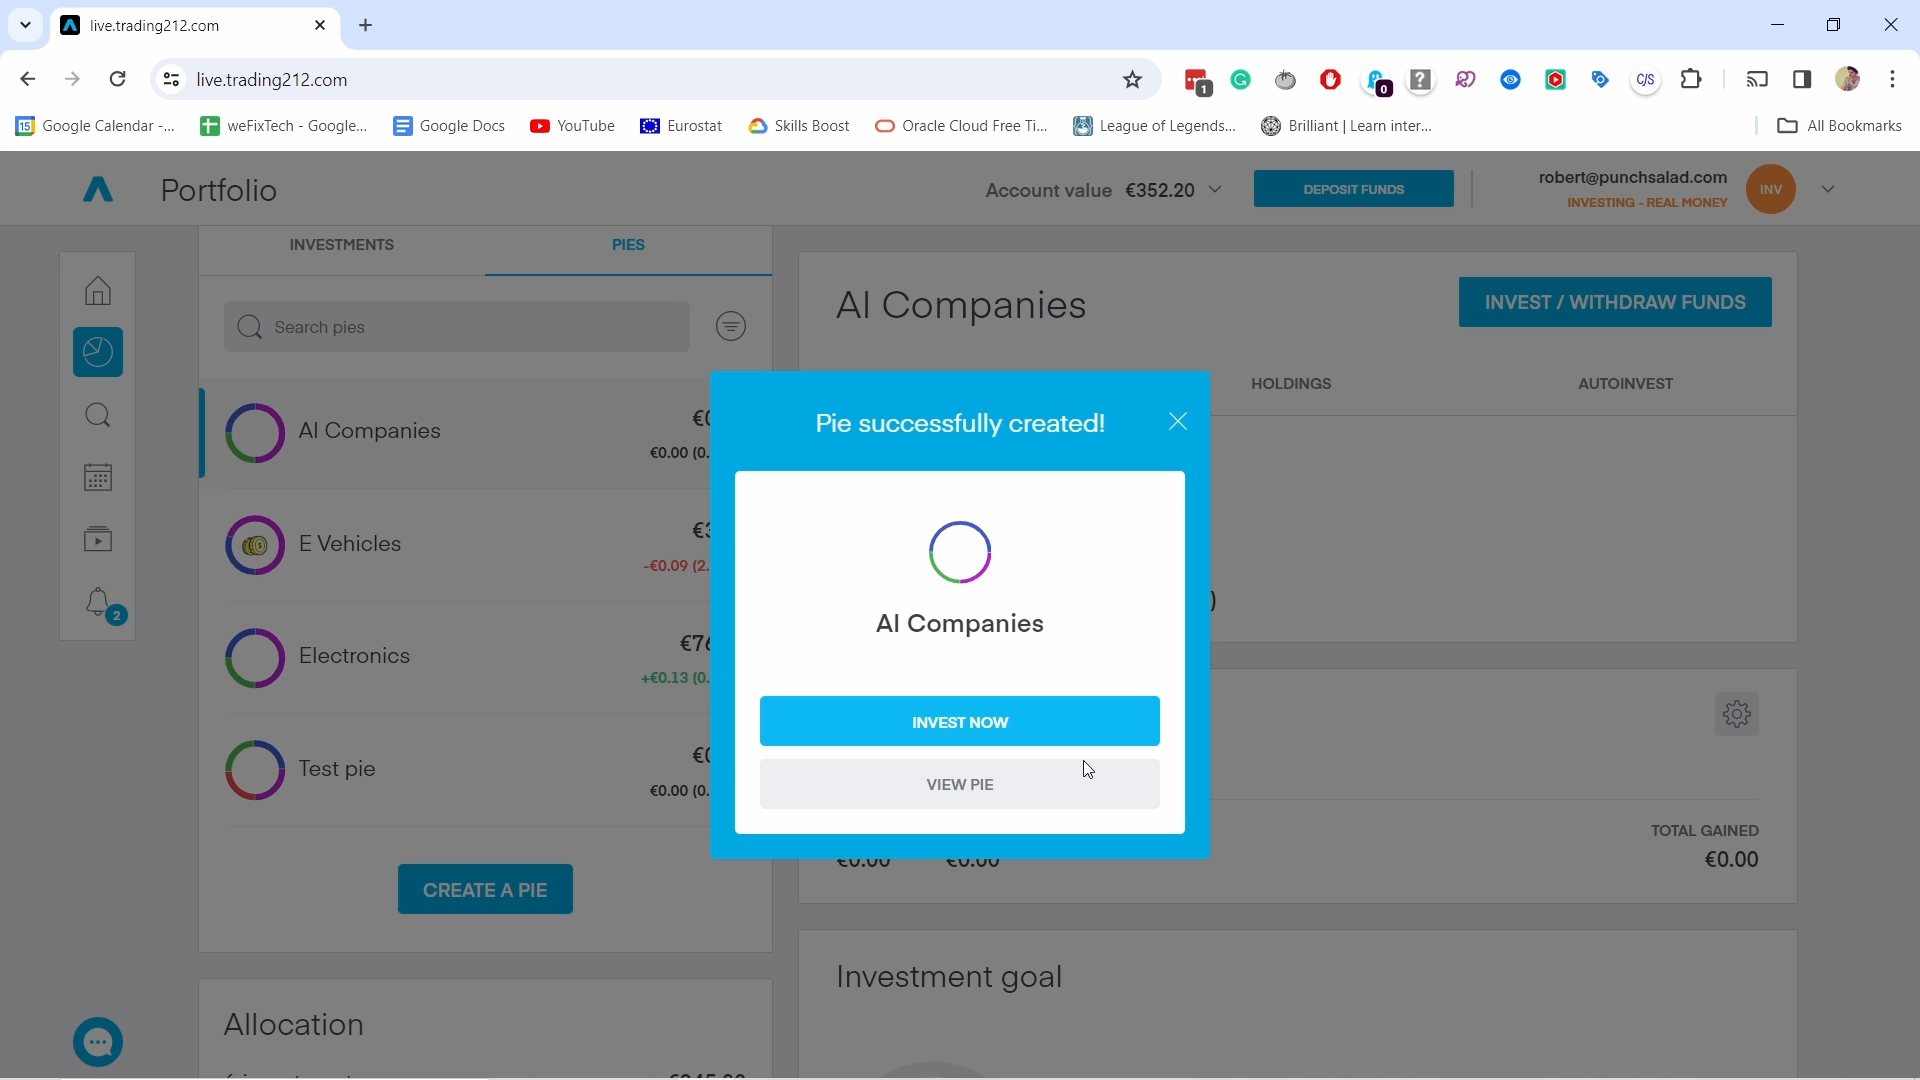 live.trading212.com
live.trading212.com
1
0
C/S
15 Google Calendar -...
weFixTech - Google...
Google Docs
YouTube
Eurostat
Skills Boost
Oracle Cloud Free Ti...
League of Legends...
Brilliant | Learn inter...
All Bookmarks
Portfolio
Account value €352.20
DEPOSIT FUNDS
robert@punchsalad.com
INVESTING - REAL MONEY
INV
INVESTMENTS
PIES
Search pies
AI Companies
€0.00 (0.
E Vehicles
-€0.09 (2.
Electronics
€76
+€0.13 (0.
Test pie
€0.00 (0.
CREATE A PIE
2
Allocation
AI Companies
INVEST / WITHDRAW FUNDS
HOLDINGS
AUTOINVEST
)
Pie successfully created!
AI Companies
INVEST NOW
VIEW PIE
TOTAL GAINED
€0.00 €0.00 €0.00
Investment goal